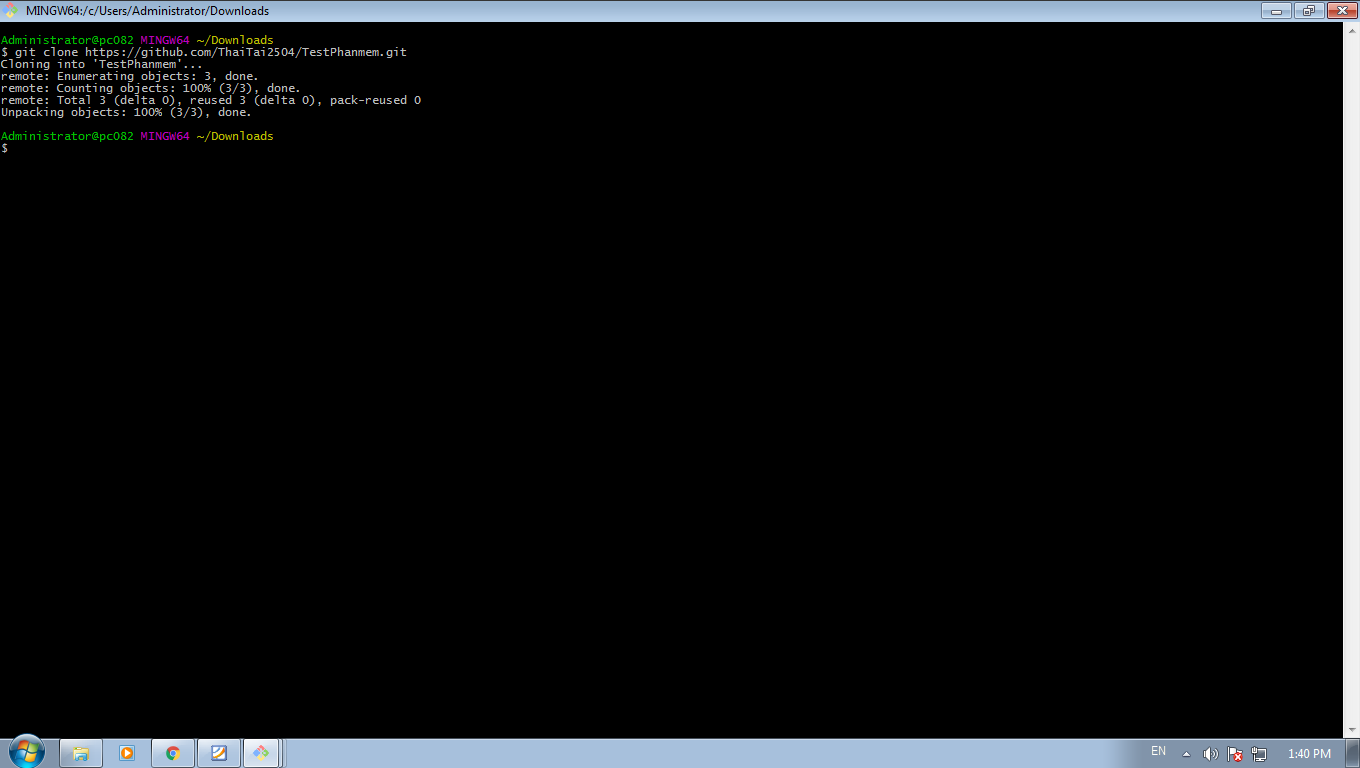 MINGW64:/c/Users/Administrator/Downloads
Administrator@pc082 MINGW64 ~/Downloads
$ git clone https://github.com/ThaiTai2504/TestPhanmem.git
Cloning into 'TestPhanmem'...
remote: Enumerating objects: 3, done.
remote: Counting objects: 100% (3/3), done.
remote: Total 3 (delta 0), reused 3 (delta 0), pack-reused 0
Unpacking objects: 100% (3/3), done.
Administrator@pc082 MINGW64 ~/Downloads
$
EN
1:40 PM